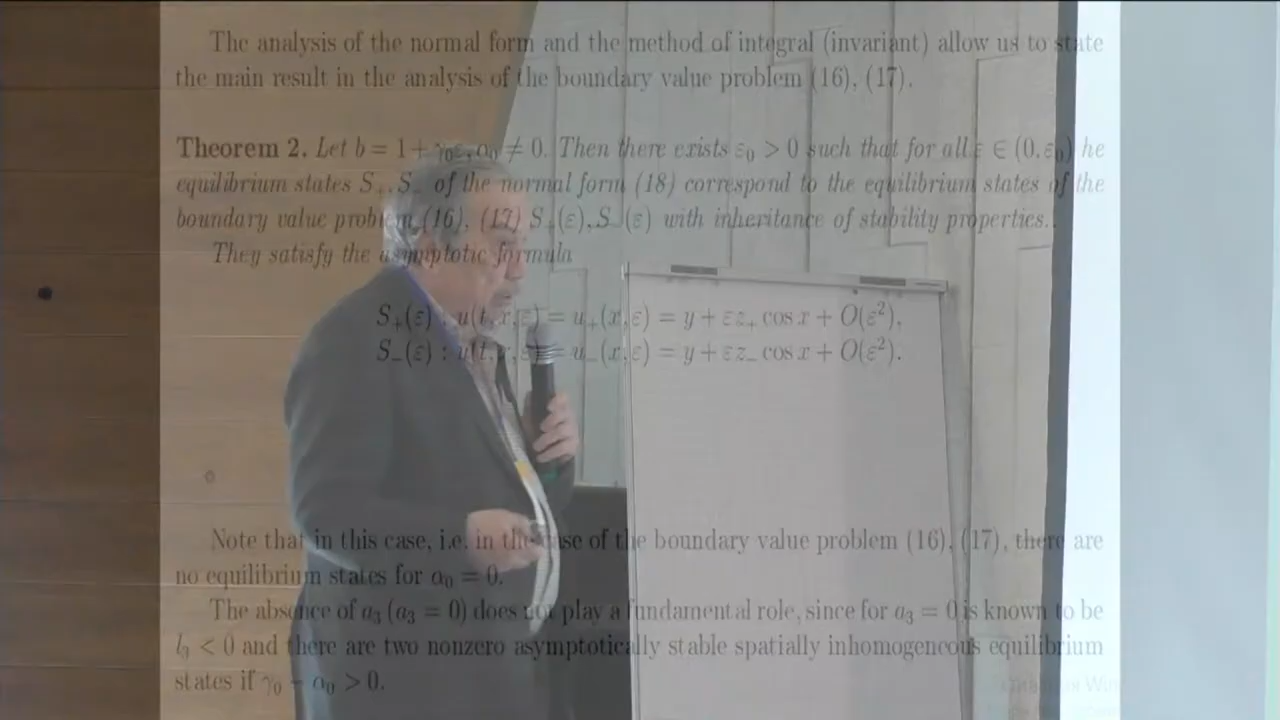 The analysis of the normal form and the method of integral (invariant) allow us to state
the main result in the analysis of the boundary value problem (16), (17).
Theorem 2. Let b = 1 + γ₀ε, α₀ ≠ 0. Then there exists ε₀ > 0 such that for all ε ∈ (0, ε₀) he
equilibrium states S₊, S₋ of the normal form (18) correspond to the equilibrium states of the
boundary value problem (16), (17) S₊(ε), S₋(ε) with inheritance of stability properties..
They satisfy the asymptotic formula
S₊(ε) : u(t, x, ε) = u₊(x, ε) = y + εz₊ cos x + O(ε²),
S₋(ε) : u(t, x, ε) = u₋(x, ε) = y + εz₋ cos x + O(ε²).
Note that in this case, i.e. in the case of the boundary value problem (16), (17), there are
no equilibrium states for α₀ = 0.
The absence of a₃ (a₃ = 0) does not play a fundamental role, since for a₃ = 0 is known to be
l₃ < 0 and there are two nonzero asymptotically stable spatially inhomogeneous equilibrium
states if γ₀ − α₀ > 0.